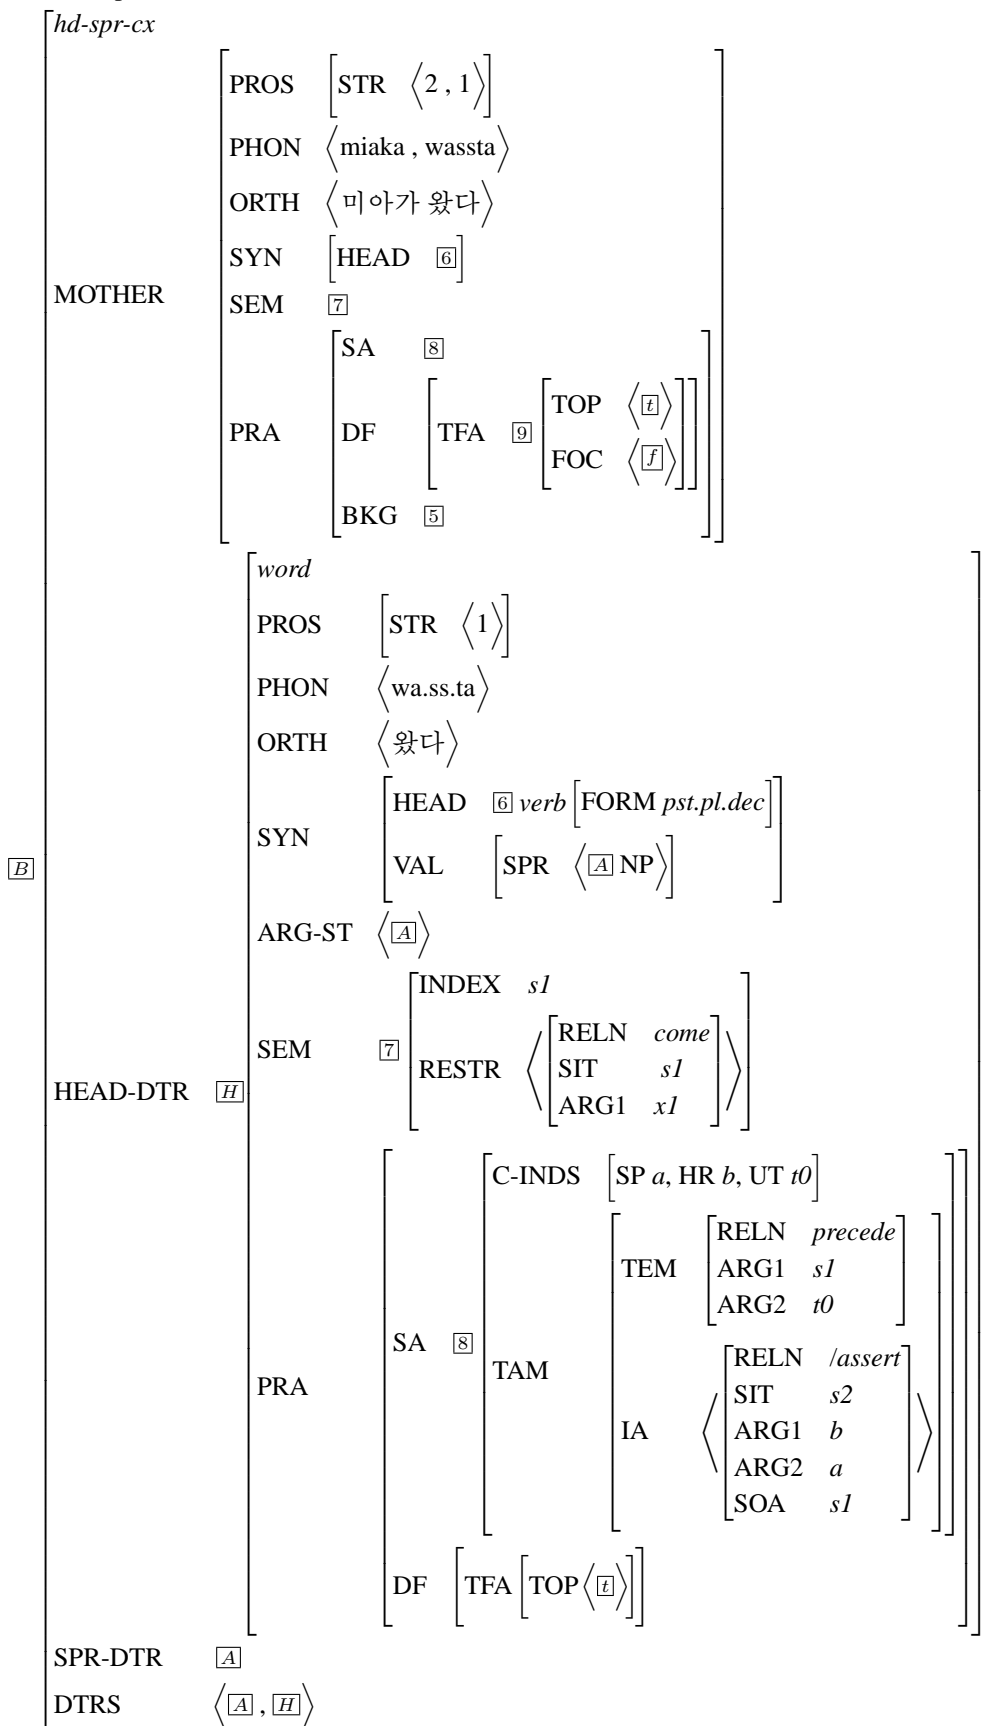 hd-spr-cx
PROS [STR ⟨2 , 1⟩]
PHON ⟨miaka , wassta⟩
ORTH ⟨미아가 왔다⟩
SYN [HEAD 6]
MOTHER SEM 7
SA 8
TOP ⟨t⟩
PRA DF [TFA 9
FOC ⟨f⟩
BKG 5
word
PROS [STR ⟨1⟩]
PHON ⟨wa.ss.ta⟩
ORTH ⟨왔다⟩
HEAD 6 verb [FORM pst.pl.dec]
SYN
VAL [SPR ⟨A NP⟩]
B
ARG-ST ⟨A⟩
INDEX s1
RELN come
SEM 7
RESTR ⟨SIT s1⟩
ARG1 x1
HEAD-DTR H
C-INDS [SP a, HR b, UT t0]
RELN precede
TEM ARG1 s1
ARG2 t0
SA 8
TAM
RELN /assert
PRA
SIT s2
IA ⟨ARG1 b⟩
ARG2 a
SOA s1
DF [TFA [TOP⟨t⟩]]
SPR-DTR A
DTRS ⟨A , H⟩